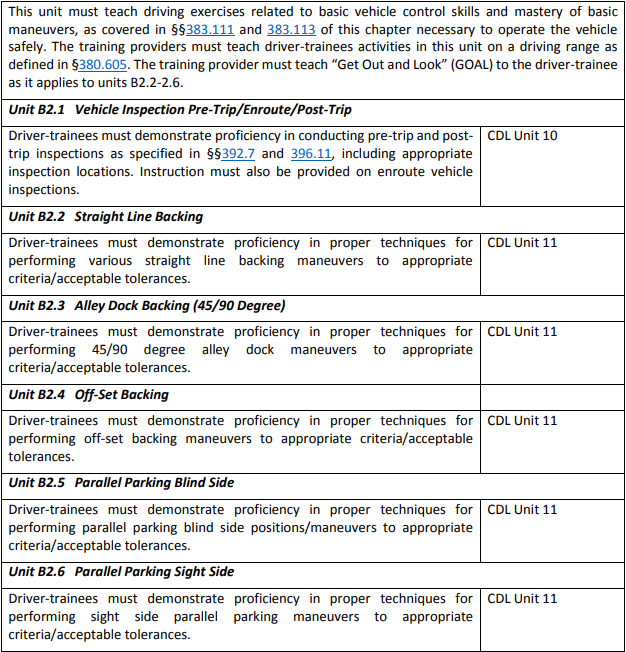 This unit must teach driving exercises related to basic vehicle control skills and mastery of basic
maneuvers, as covered in §§383.111 and 383.113 of this chapter necessary to operate the vehicle
safely. The training providers must teach driver-trainees activities in this unit on a driving range as
defined in §380.605. The training provider must teach “Get Out and Look” (GOAL) to the driver-trainee
as it applies to units B2.2-2.6.
Unit B2.1 Vehicle Inspection Pre-Trip/Enroute/Post-Trip
Driver-trainees must demonstrate proficiency in conducting pre-trip and post-
trip inspections as specified in §§392.7 and 396.11, including appropriate
inspection locations. Instruction must also be provided on enroute vehicle
inspections.
CDL Unit 10
Unit B2.2 Straight Line Backing
Driver-trainees must demonstrate proficiency in proper techniques for
performing various straight line backing maneuvers to appropriate
criteria/acceptable tolerances.
CDL Unit 11
Unit B2.3 Alley Dock Backing (45/90 Degree)
Driver-trainees must demonstrate proficiency in proper techniques for
performing 45/90 degree alley dock maneuvers to appropriate
criteria/acceptable tolerances.
CDL Unit 11
Unit B2.4 Off-Set Backing
Driver-trainees must demonstrate proficiency in proper techniques for
performing off-set backing maneuvers to appropriate criteria/acceptable
tolerances.
CDL Unit 11
Unit B2.5 Parallel Parking Blind Side
Driver-trainees must demonstrate proficiency in proper techniques for
performing parallel parking blind side positions/maneuvers to appropriate
criteria/acceptable tolerances.
CDL Unit 11
Unit B2.6 Parallel Parking Sight Side
Driver-trainees must demonstrate proficiency in proper techniques for
performing sight side parallel parking maneuvers to appropriate
criteria/acceptable tolerances.
CDL Unit 11